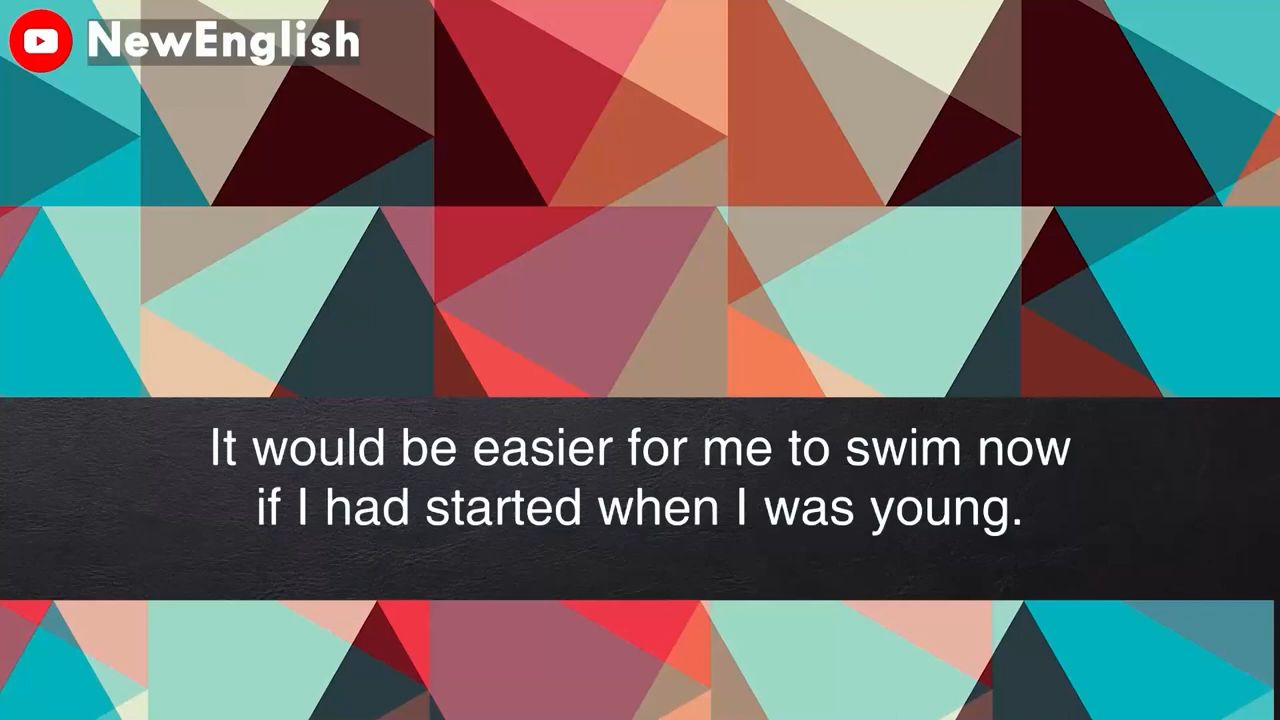 NewEnglish
It would be easier for me to swim now
if I had started when I was young.